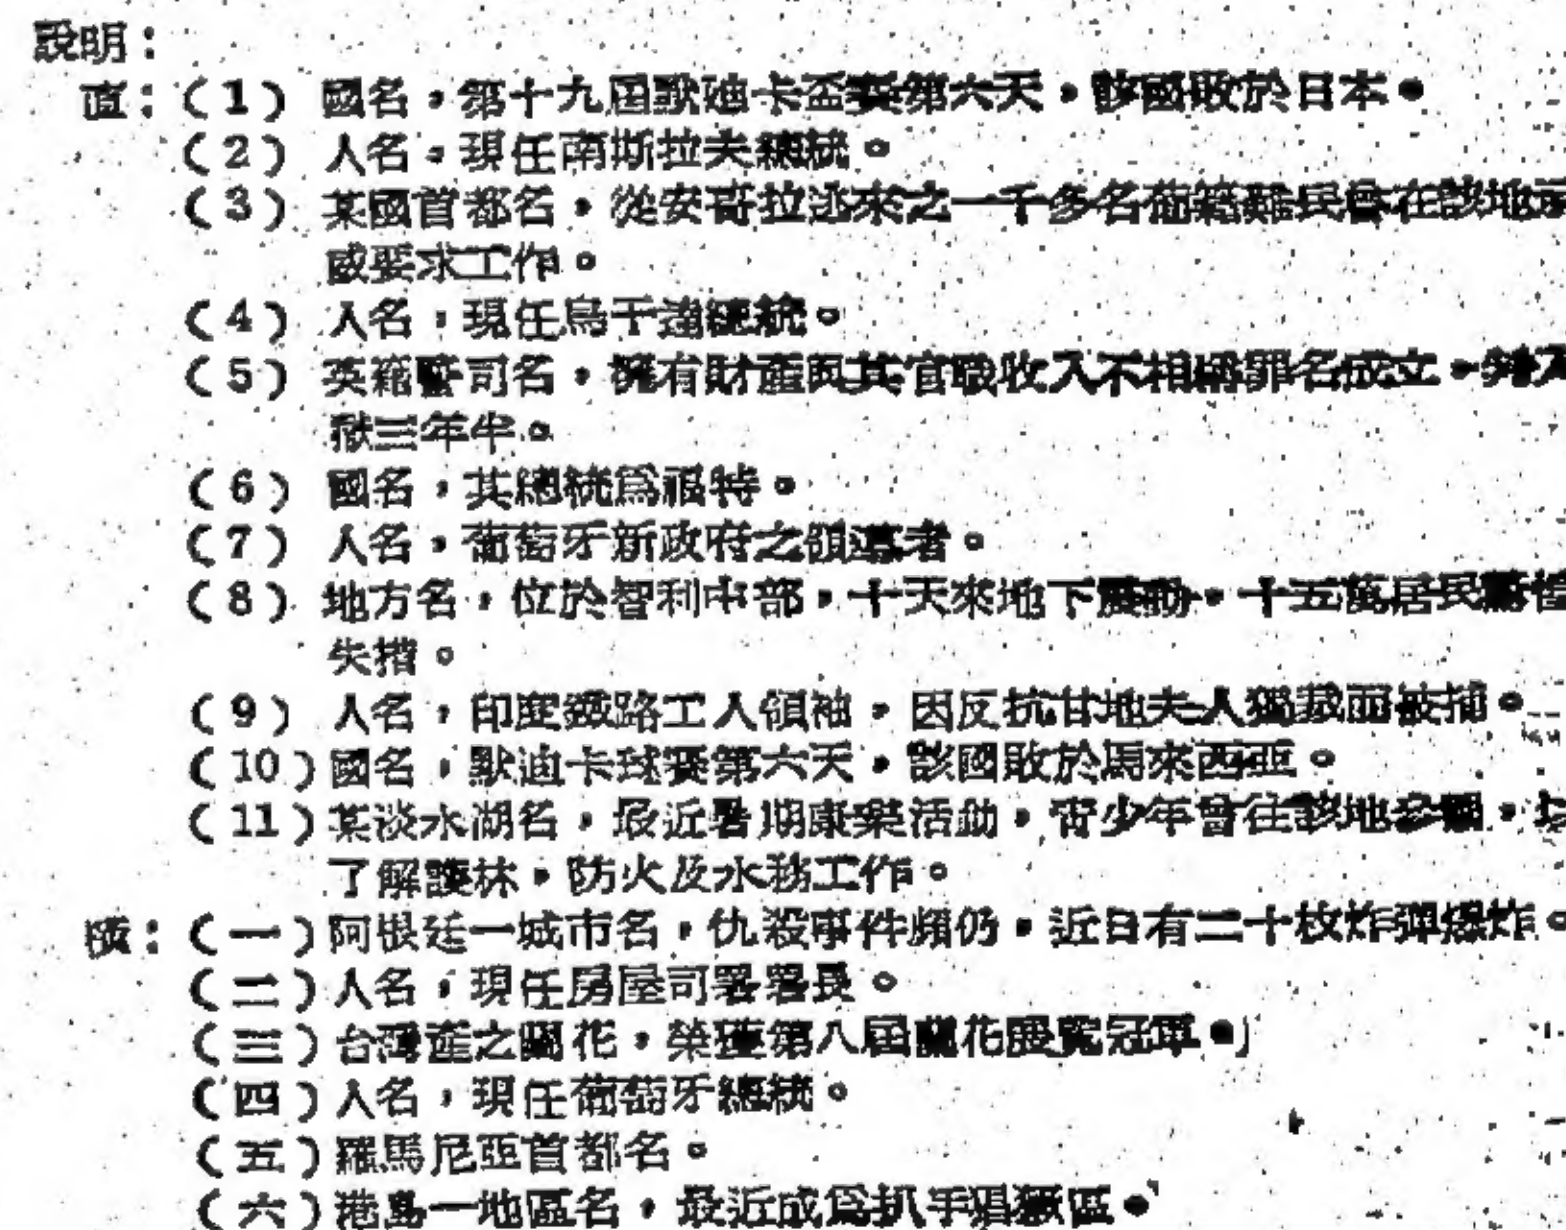 說明：
直：（1） 國名，第十九屆默迪卡盃賽第六天，該國敗於日本。
（2） 人名，現任南斯拉夫總統。
（3） 某國首都名，從安哥拉逃來之一千多名葡籍難民曾在該地示
威要求工作。
（4） 人名，現任烏干達總統。
（5） 英籍警司名，擁有財產與其官職收入不相稱罪名成立，入
獄三年半。
（6） 國名，其總統爲福特。
（7） 人名，葡萄牙新政府之領導者。
（8） 地方名，位於智利中部，十天來地下震動，十五萬居民驚惶
失措。
（9） 人名，印度鐵路工人領袖，因反抗甘地夫人獨裁而被捕。
（10）國名，默迪卡球賽第六天，該國敗於馬來西亞。
（11）某淡水湖名，最近暑期康樂活動，青少年會往該地參觀，
了解護林，防火及水務工作。
橫：（一）阿根廷一城市名，仇殺事件頻仍，近日有二十枚炸彈爆炸。
（二）人名，現任房屋司署署長。
（三）台灣產之蘭花，榮獲第八屆蘭花展覽冠軍。
（四）人名，現任葡萄牙總統。
（五）羅馬尼亞首都名。
（六）港島一地區名，最近成爲扒手猖獗區。